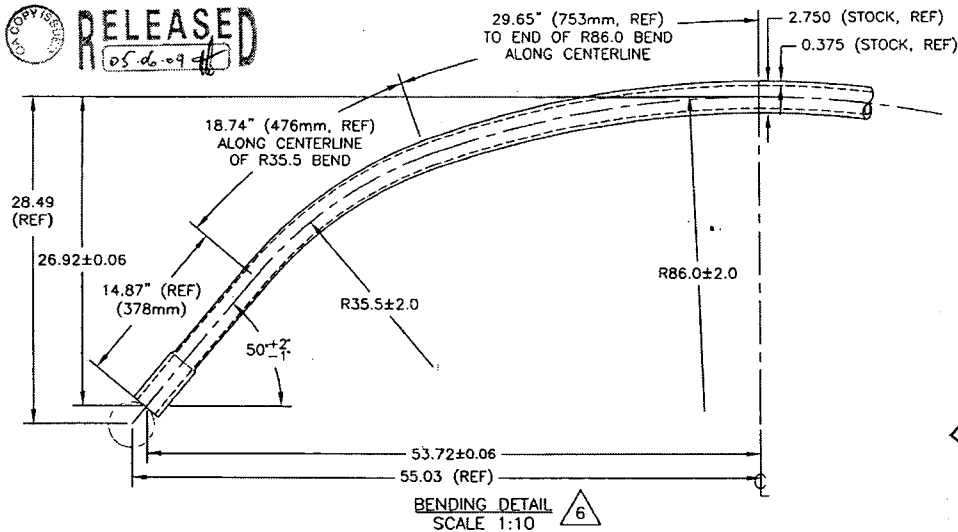 QA COPY ISSUED
RELEASED
05.06.09
29.65" (753mm, REF)
TO END OF R86.0 BEND
ALONG CENTERLINE
2.750 (STOCK, REF)
0.375 (STOCK, REF)
18.74" (476mm, REF)
ALONG CENTERLINE
OF R35.5 BEND
28.49
(REF)
26.92±0.06
14.87" (REF)
(378mm)
R35.5±2.0
R86.0±2.0
50°+2°
-1°
53.72±0.06
55.03 (REF)
℄
BENDING DETAIL
SCALE 1:10
6